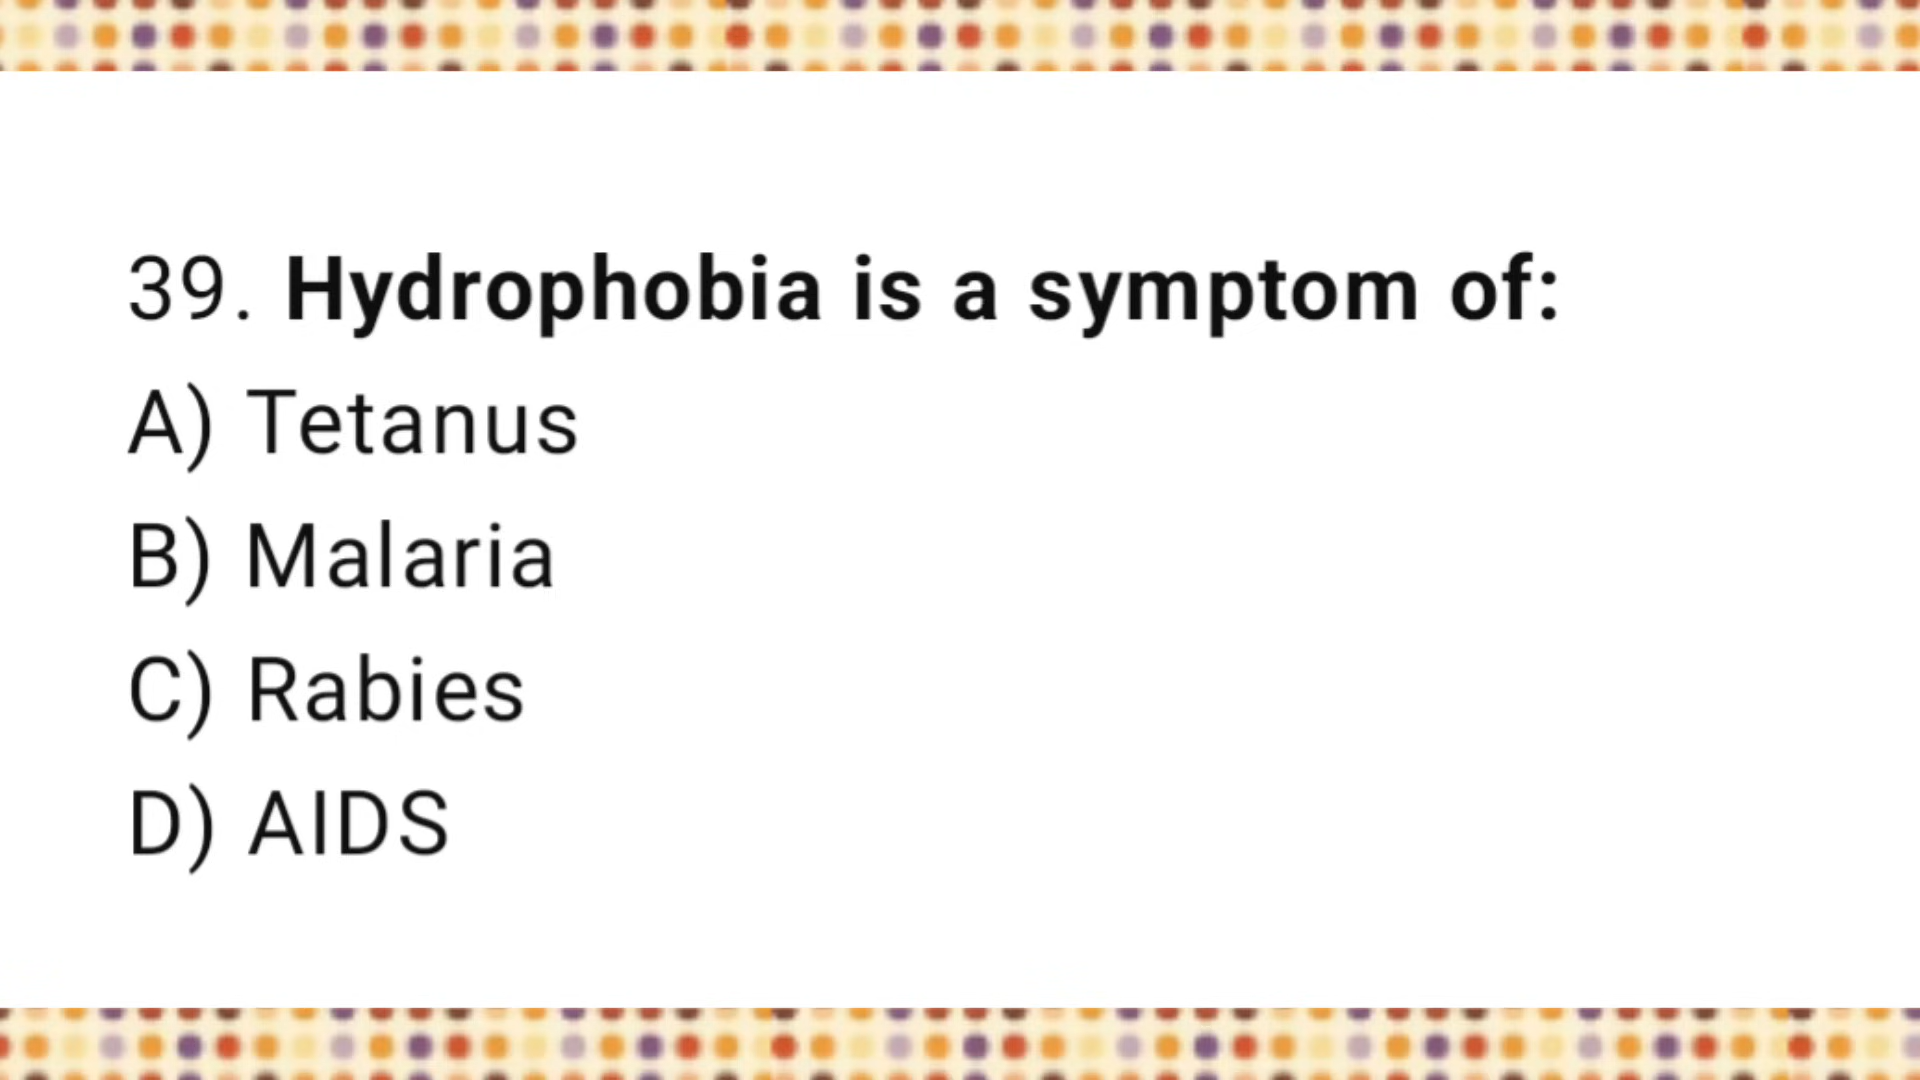 39. Hydrophobia is a symptom of:
A) Tetanus
B) Malaria
C) Rabies
D) AIDS